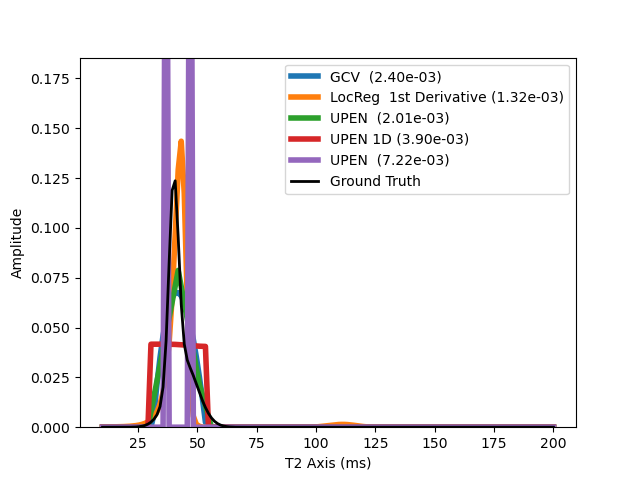 0.175
0.150
0.125
0.100
0.075
0.050
0.025
0.000
Amplitude
25
50
75
100
125
150
175
200
T2 Axis (ms)
GCV (2.40e-03)
LocReg 1st Derivative (1.32e-03)
UPEN (2.01e-03)
UPEN 1D (3.90e-03)
UPEN (7.22e-03)
Ground Truth